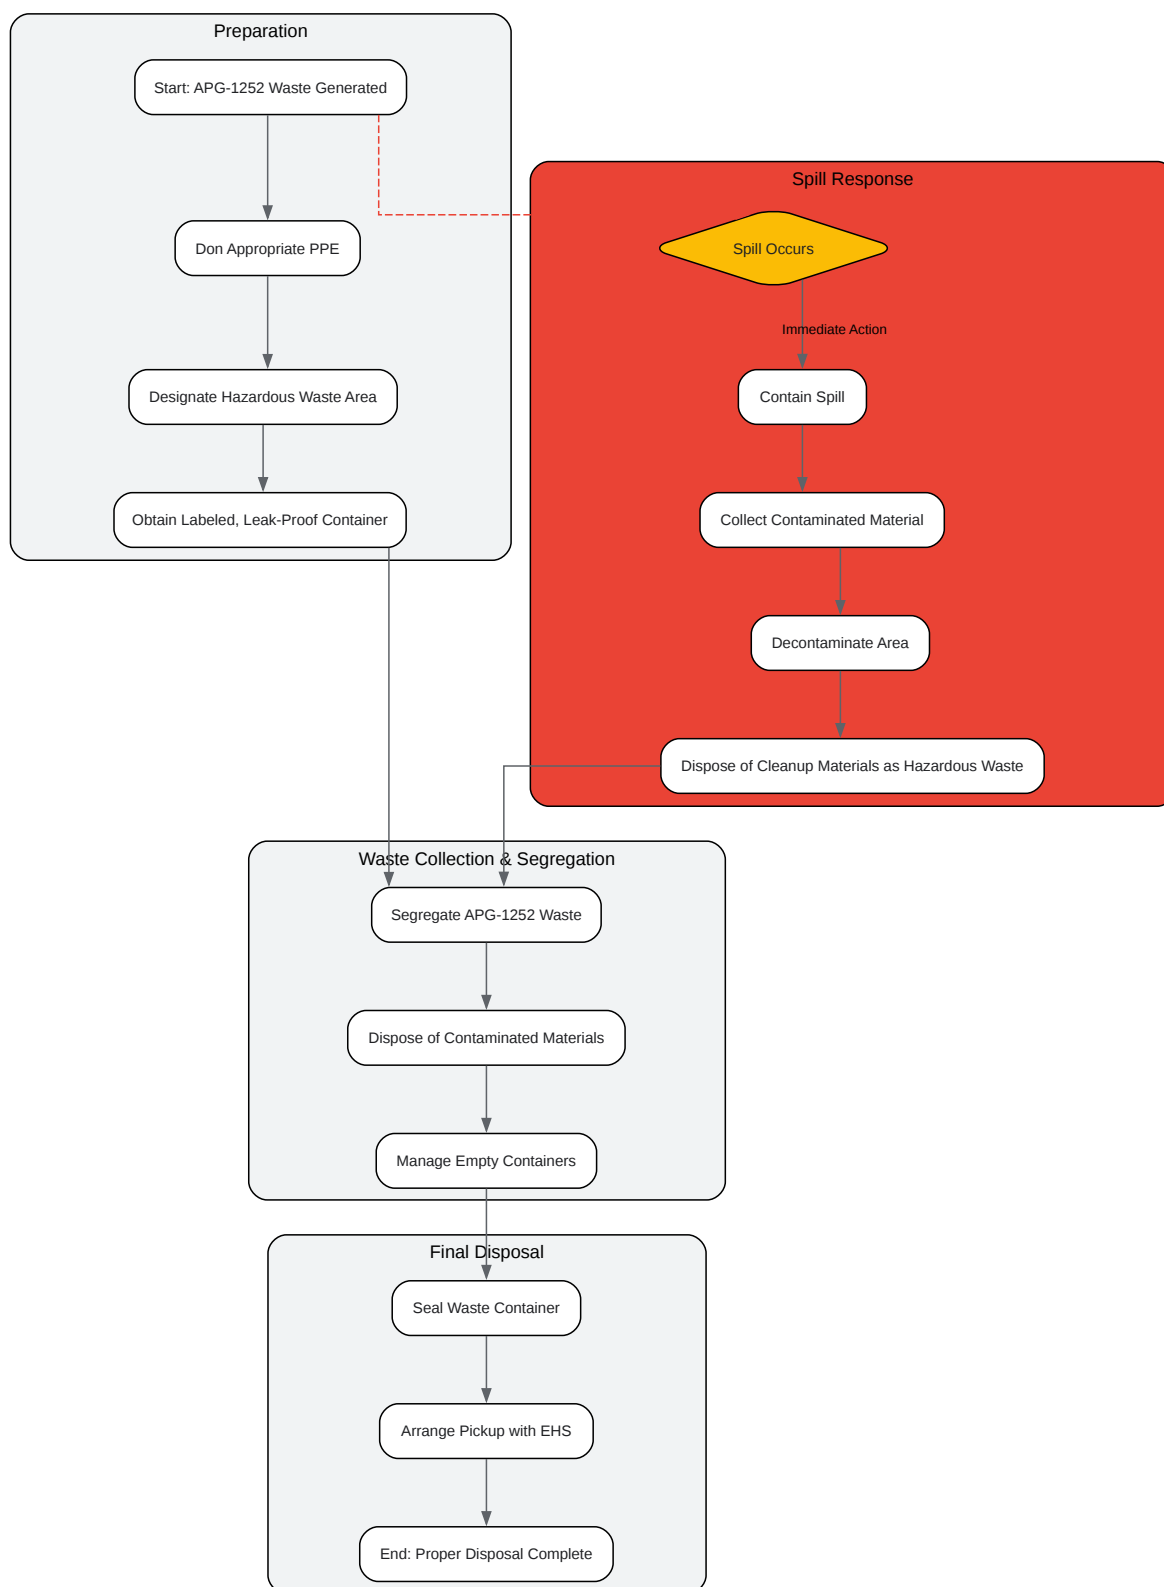 Preparation
Start: APG-1252 Waste Generated
Don Appropriate PPE
Designate Hazardous Waste Area
Obtain Labeled, Leak-Proof Container
Spill Response
Spill Occurs
Immediate Action
Contain Spill
Collect Contaminated Material
Decontaminate Area
Dispose of Cleanup Materials as Hazardous Waste
Waste Collection & Segregation
Segregate APG-1252 Waste
Dispose of Contaminated Materials
Manage Empty Containers
Final Disposal
Seal Waste Container
Arrange Pickup with EHS
End: Proper Disposal Complete